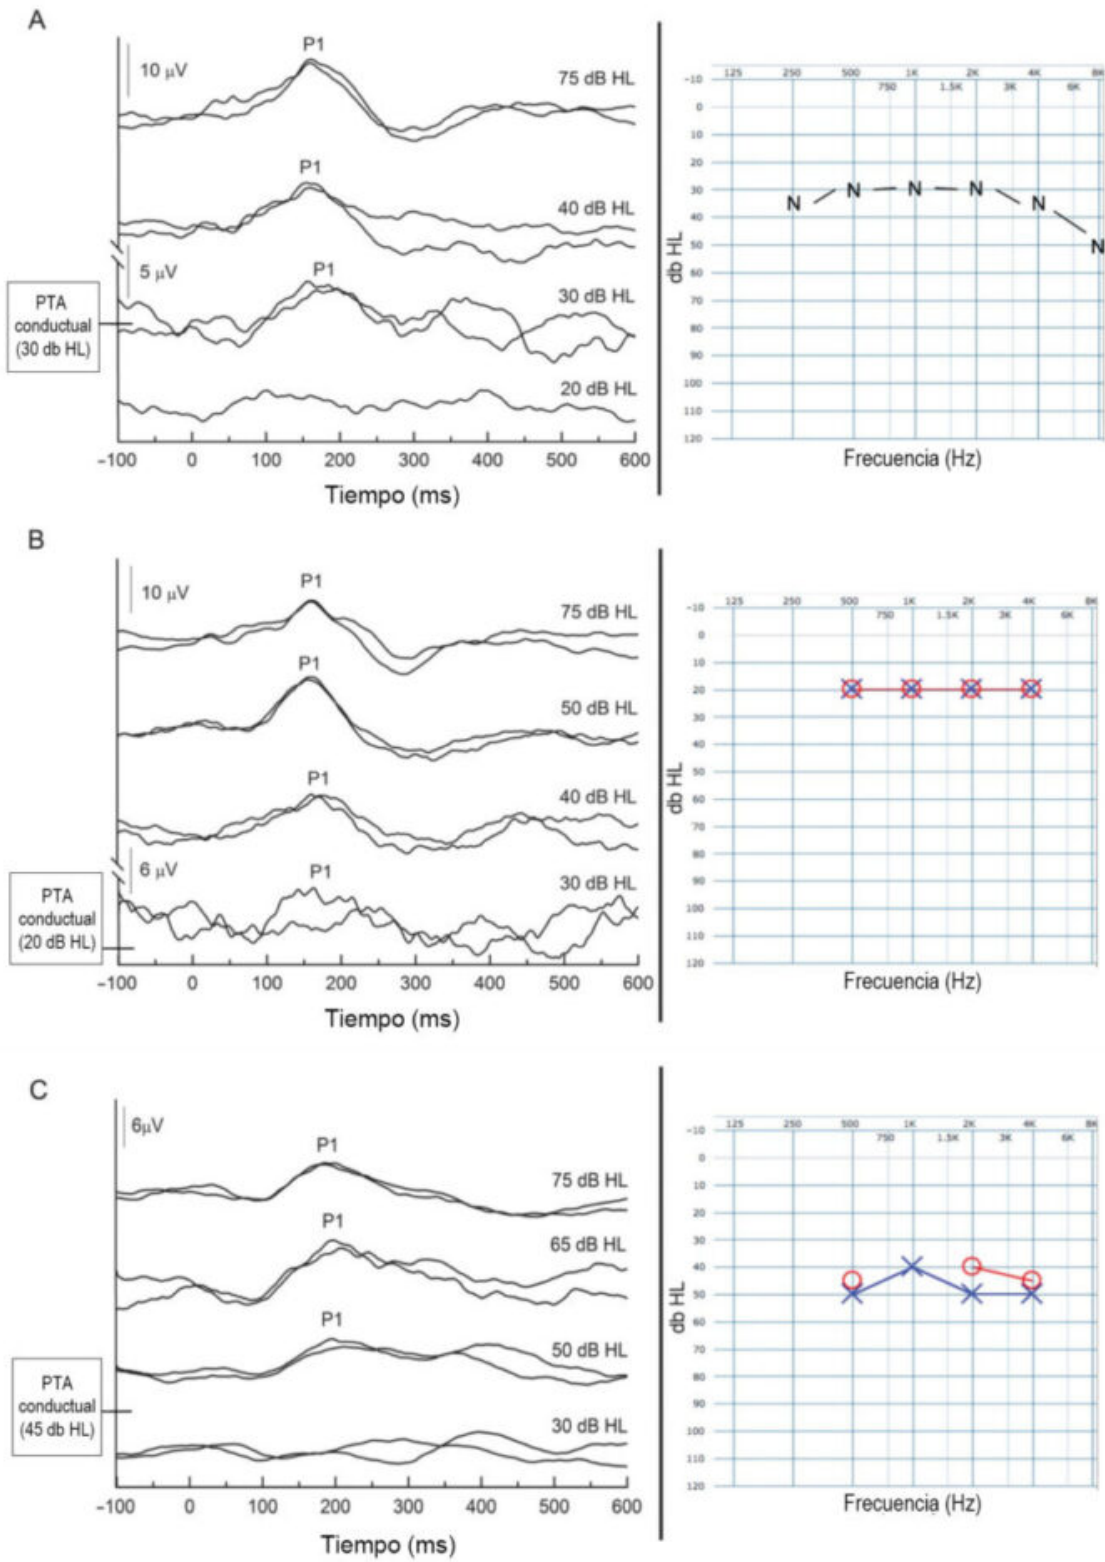 A
P1
10 μV
75 dB HL
P1
40 dB HL
5 μV
P1
30 dB HL
PTA
conductual
(30 db HL)
20 dB HL
-100 0 100 200 300 400 500 600
Tiempo (ms)
125 250 500 1K 2K 4K 8K
750 1.5K 3K 6K
-10
0
10
20
30
40
50
60
70
80
90
100
110
120
db HL
N N N N N N
Frecuencia (Hz)
B
P1
10 μV
75 dB HL
P1
50 dB HL
P1
40 dB HL
6 μV
P1
30 dB HL
PTA
conductual
(20 dB HL)
-100 0 100 200 300 400 500 600
Tiempo (ms)
125 250 500 1K 2K 4K 8K
750 1.5K 3K 6K
-10
0
10
20
30
40
50
60
70
80
90
100
110
120
db HL
Frecuencia (Hz)
C
6μV
P1
75 dB HL
P1
65 dB HL
P1
50 dB HL
PTA
conductual
(45 db HL)
30 dB HL
-100 0 100 200 300 400 500 600
Tiempo (ms)
125 250 500 1K 2K 4K 8K
750 1.5K 3K 6K
-10
0
10
20
30
40
50
60
70
80
90
100
110
120
db HL
Frecuencia (Hz)